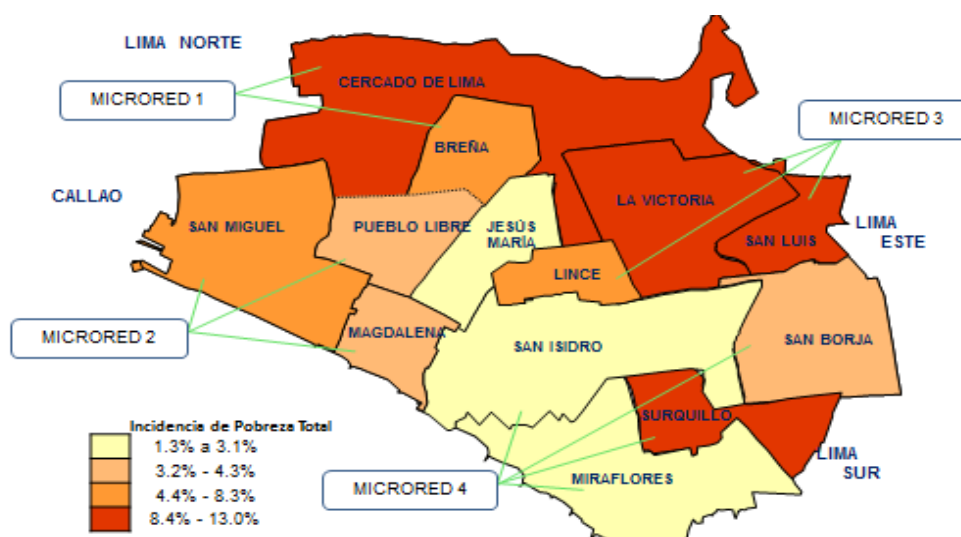 LIMA NORTE
CERCADO DE LIMA
MICRORED 1
MICRORED 3
BREÑA
CALLAO
LA VICTORIA
SAN MIGUEL
PUEBLO LIBRE
JESÚS
MARÍA
SAN LUIS
LIMA
ESTE
LINCE
MICRORED 2
MAGDALENA
SAN ISIDRO
SAN BORJA
SURQUILLO
Incidencia de Pobreza Total
1.3% a 3.1%
3.2% - 4.3%
4.4% - 8.3%
8.4% - 13.0%
MICRORED 4
MIRAFLORES
LIMA
SUR